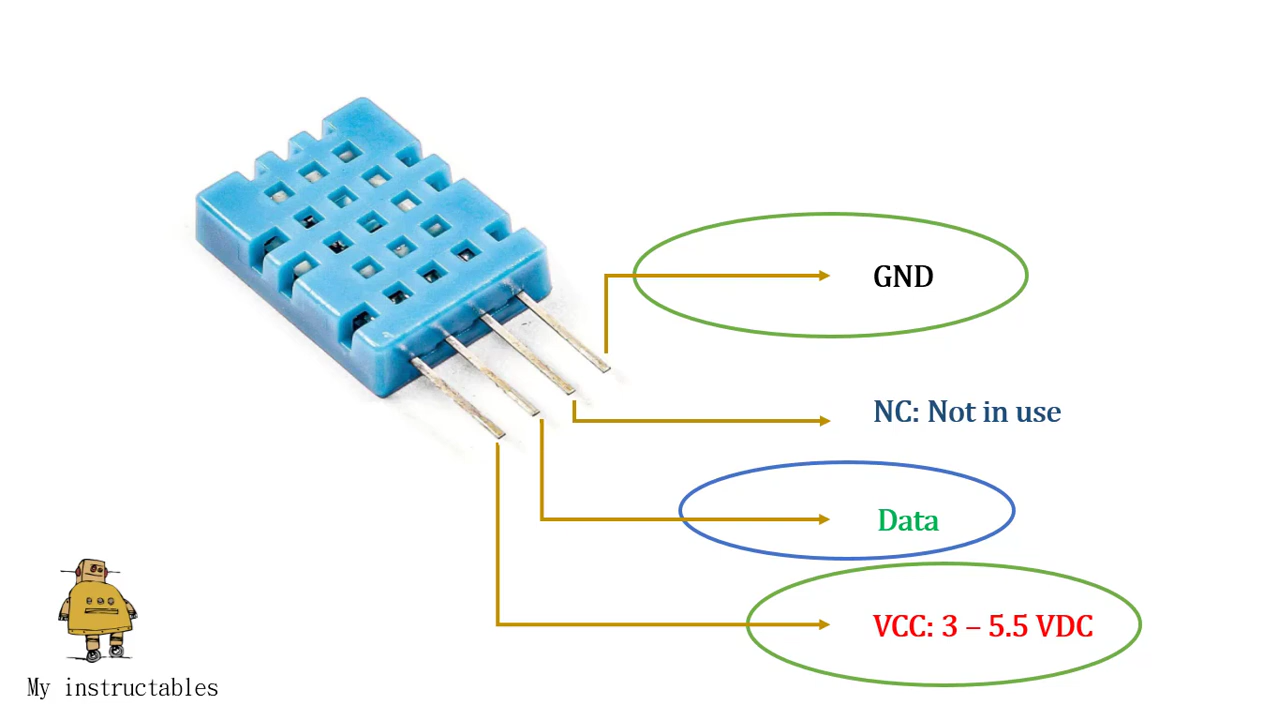 GND
NC: Not in use
Data
VCC: 3 – 5.5 VDC
My instructables